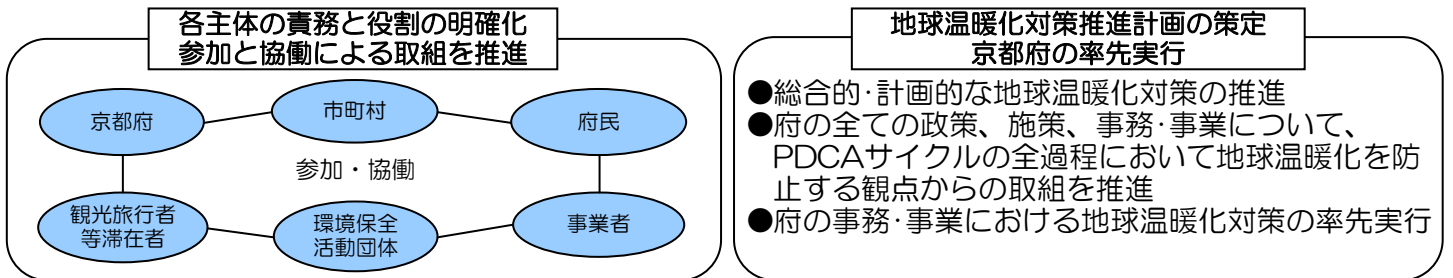 各主体の責務と役割の明確化
参加と協働による取組を推進
京都府
市町村
府民
参加・協働
観光旅行者
等滞在者
環境保全
活動団体
事業者
地球温暖化対策推進計画の策定
京都府の率先実行
●総合的･計画的な地球温暖化対策の推進
●府の全ての政策、施策、事務･事業について、
PDCAサイクルの全過程において地球温暖化を防
止する観点からの取組を推進
●府の事務･事業における地球温暖化対策の率先実行